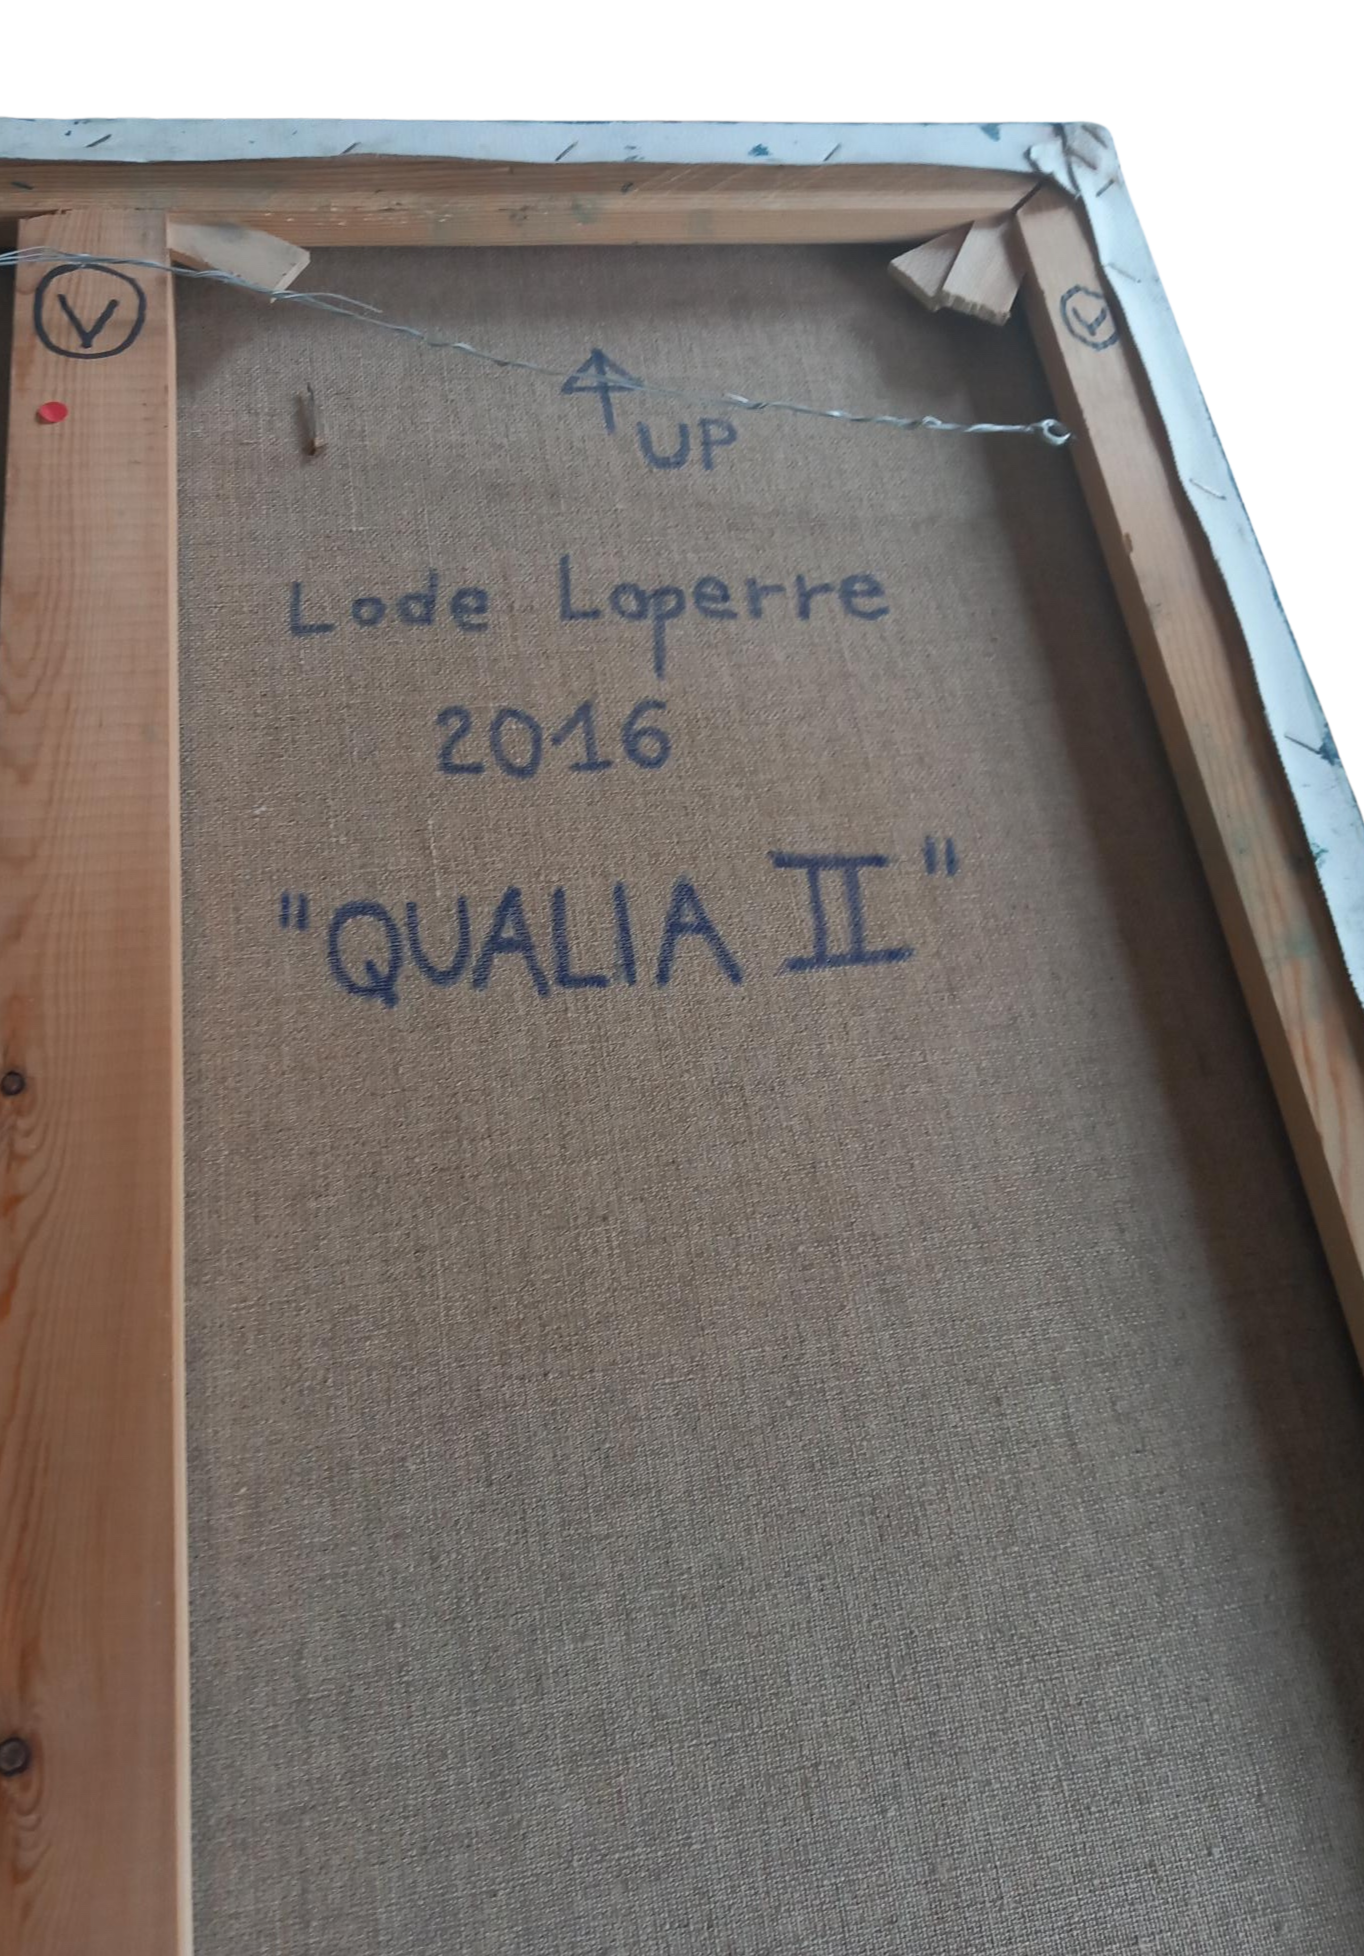 V
V
UP
Lode Laperre
2016
"QUALIA II"